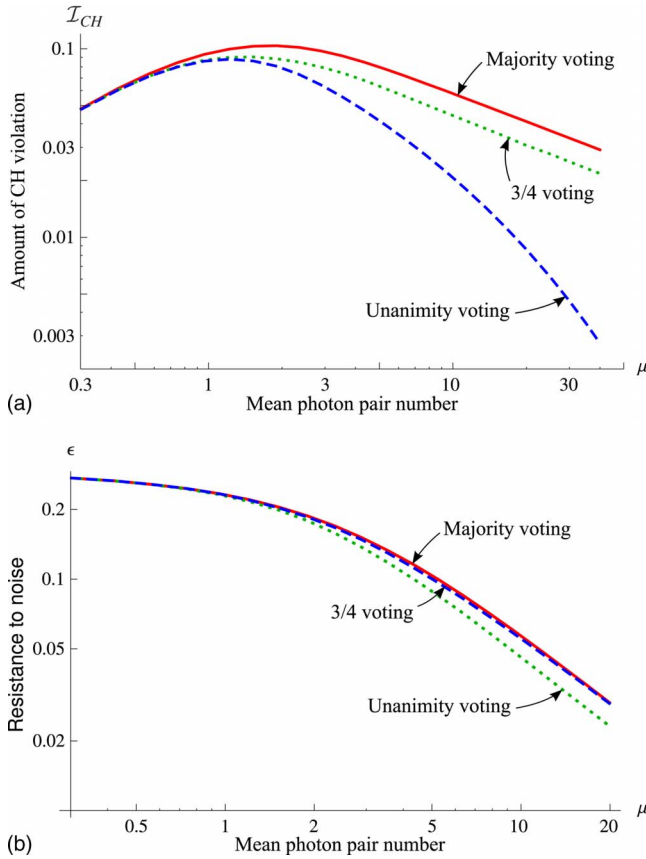 𝓘CH
0.1
0.03
0.01
0.003
Amount of CH violation
Majority voting
3/4 voting
Unanimity voting
0.3 1 3 10 30 μ
Mean photon pair number
(a)
ϵ
0.2
0.1
0.05
0.02
Resistance to noise
Majority voting
3/4 voting
Unanimity voting
0.5 1 2 5 10 20 μ
Mean photon pair number
(b)